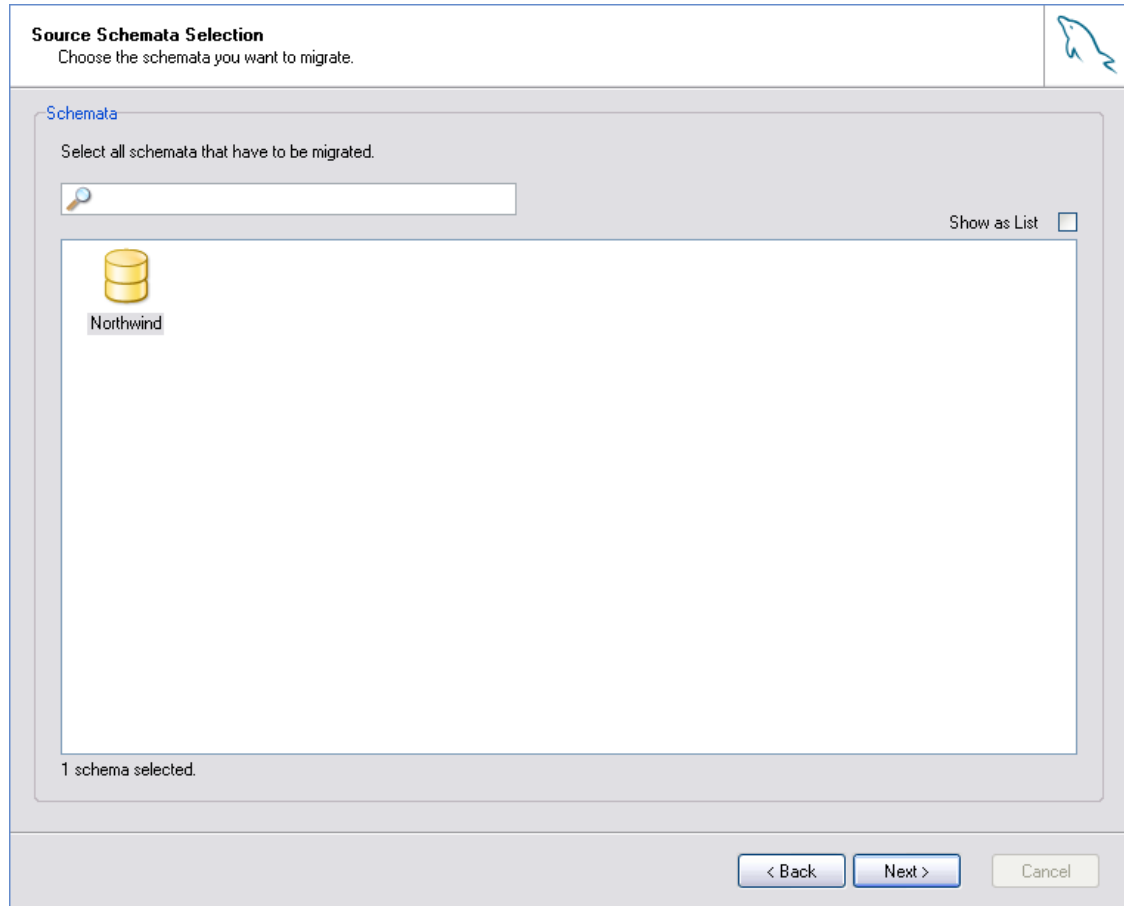 Source Schemata Selection
Choose the schemata you want to migrate.
Schemata
Select all schemata that have to be migrated.
Show as List
Northwind
1 schema selected.
< Back
Next >
Cancel